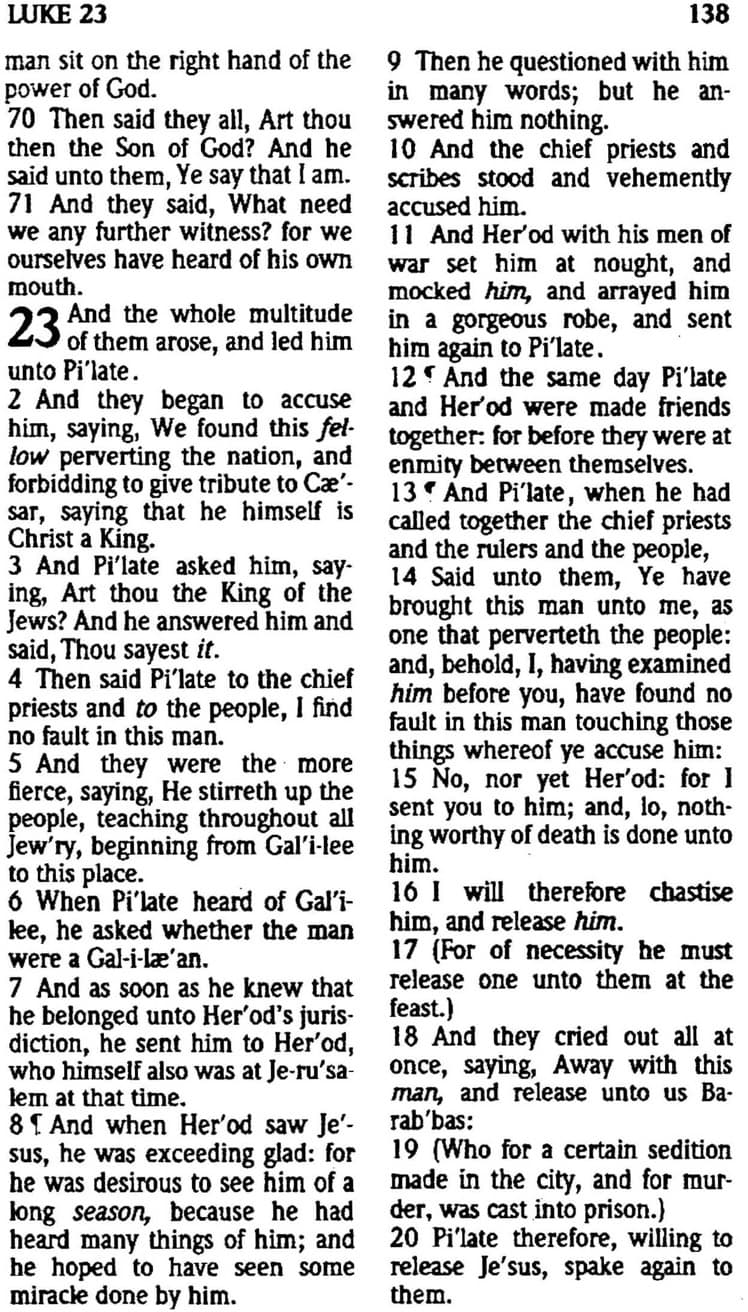 LUKE 23
138
man sit on the right hand of the
power of God.
70 Then said they all, Art thou
then the Son of God? And he
said unto them, Ye say that I am.
71 And they said, What need
we any further witness? for we
ourselves have heard of his own
mouth.
23 And the whole multitude
of them arose, and led him
unto Pi′late.
2 And they began to accuse
him, saying, We found this fel-
low perverting the nation, and
forbidding to give tribute to Cæ′-
sar, saying that he himself is
Christ a King.
3 And Pi′late asked him, say-
ing, Art thou the King of the
Jews? And he answered him and
said, Thou sayest it.
4 Then said Pi′late to the chief
priests and to the people, I find
no fault in this man.
5 And they were the more
fierce, saying, He stirreth up the
people, teaching throughout all
Jew′ry, beginning from Gal′i-lee
to this place.
6 When Pi′late heard of Gal′i-
lee, he asked whether the man
were a Gal-i-læ′an.
7 And as soon as he knew that
he belonged unto Her′od's juris-
diction, he sent him to Her′od,
who himself also was at Je-ru′sa-
lem at that time.
8 ¶ And when Her′od saw Je′-
sus, he was exceeding glad: for
he was desirous to see him of a
long season, because he had
heard many things of him; and
he hoped to have seen some
miracle done by him.
9 Then he questioned with him
in many words; but he an-
swered him nothing.
10 And the chief priests and
scribes stood and vehemently
accused him.
11 And Her′od with his men of
war set him at nought, and
mocked him, and arrayed him
in a gorgeous robe, and sent
him again to Pi′late.
12 ¶ And the same day Pi′late
and Her′od were made friends
together: for before they were at
enmity between themselves.
13 ¶ And Pi′late, when he had
called together the chief priests
and the rulers and the people,
14 Said unto them, Ye have
brought this man unto me, as
one that perverteth the people:
and, behold, I, having examined
him before you, have found no
fault in this man touching those
things whereof ye accuse him:
15 No, nor yet Her′od: for I
sent you to him; and, lo, noth-
ing worthy of death is done unto
him.
16 I will therefore chastise
him, and release him.
17 (For of necessity he must
release one unto them at the
feast.)
18 And they cried out all at
once, saying, Away with this
man, and release unto us Ba-
rab′bas:
19 (Who for a certain sedition
made in the city, and for mur-
der, was cast into prison.)
20 Pi′late therefore, willing to
release Je′sus, spake again to
them.